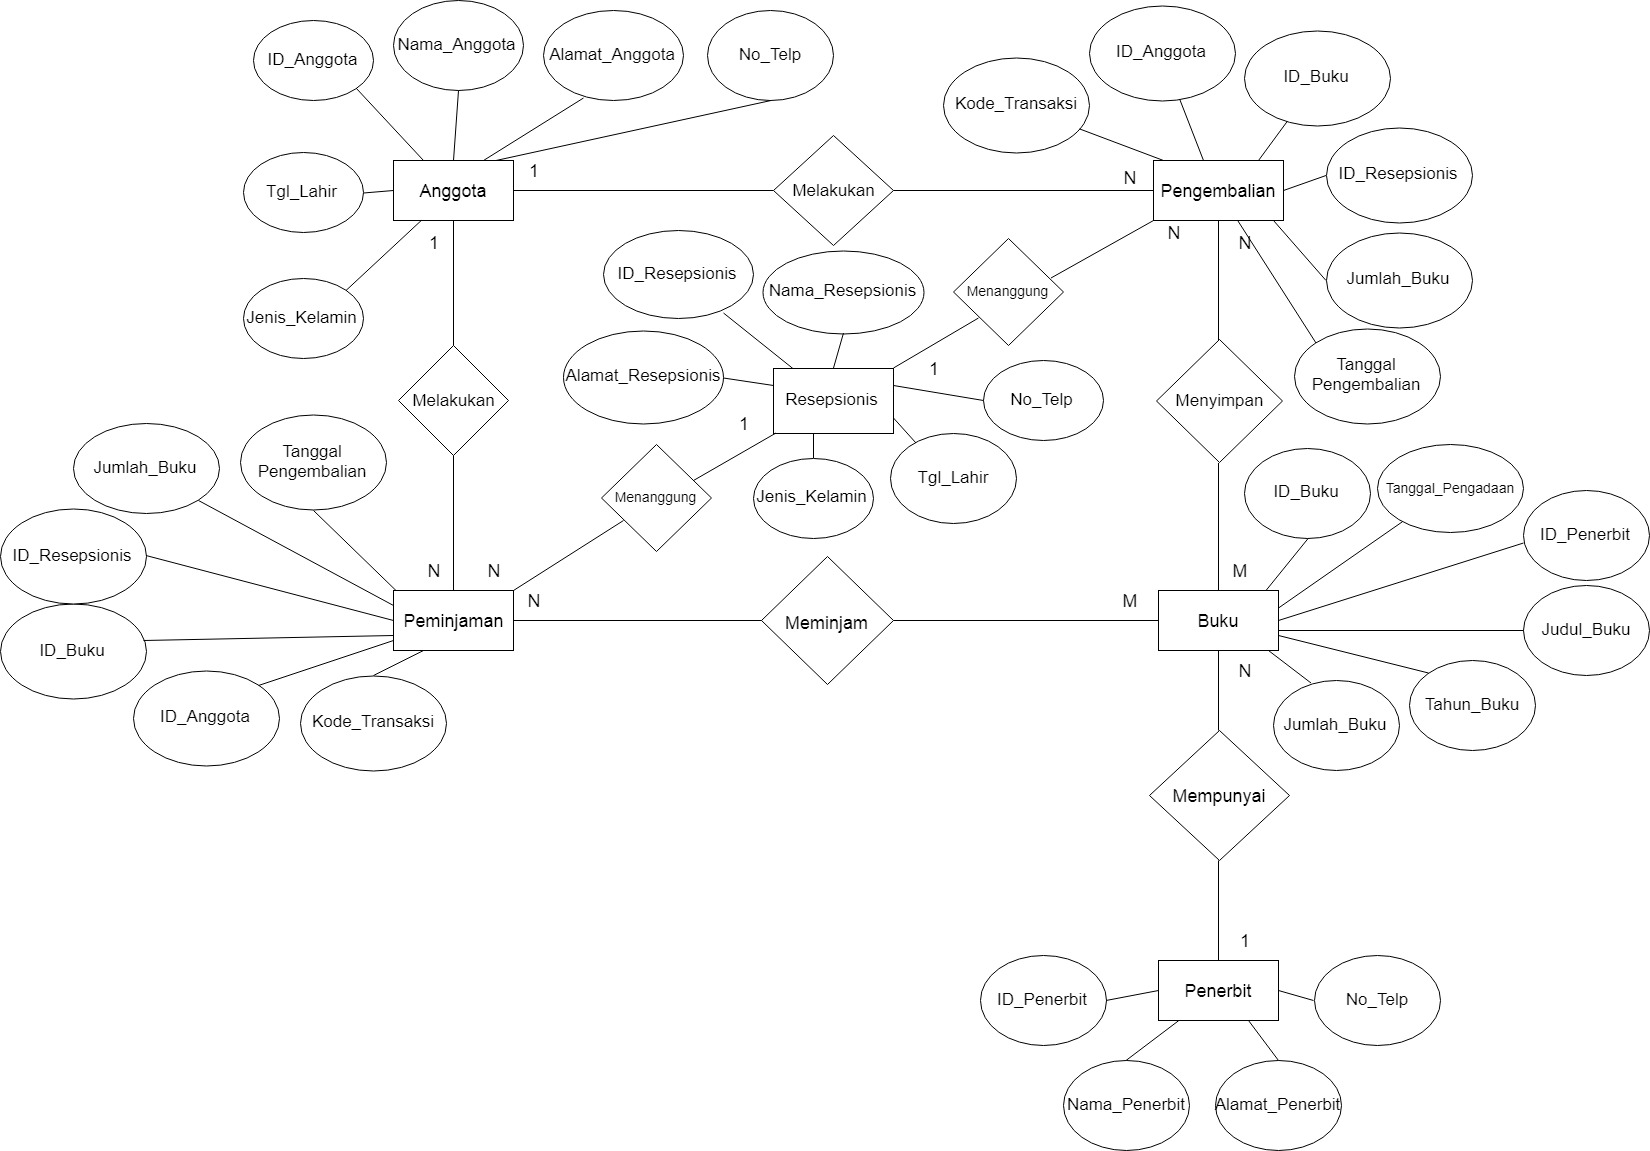 Nama_Anggota
ID_Anggota
Alamat_Anggota
No_Telp
ID_Anggota
ID_Buku
Kode_Transaksi
Tgl_Lahir
Anggota
1
Melakukan
N
Pengembalian
ID_Resepsionis
1
N
N
Jenis_Kelamin
ID_Resepsionis
Nama_Resepsionis
Menanggung
Jumlah_Buku
Alamat_Resepsionis
1
Tanggal
Pengembalian
Melakukan
Resepsionis
No_Telp
Menyimpan
1
Jumlah_Buku
Tanggal
Pengembalian
Menanggung
Jenis_Kelamin
Tgl_Lahir
ID_Buku
Tanggal_Pengadaan
ID_Penerbit
ID_Resepsionis
N
N
M
Peminjaman
N
Meminjam
M
Buku
Judul_Buku
ID_Buku
N
ID_Anggota
Kode_Transaksi
Jumlah_Buku
Tahun_Buku
Mempunyai
1
ID_Penerbit
Penerbit
No_Telp
Nama_Penerbit
Alamat_Penerbit